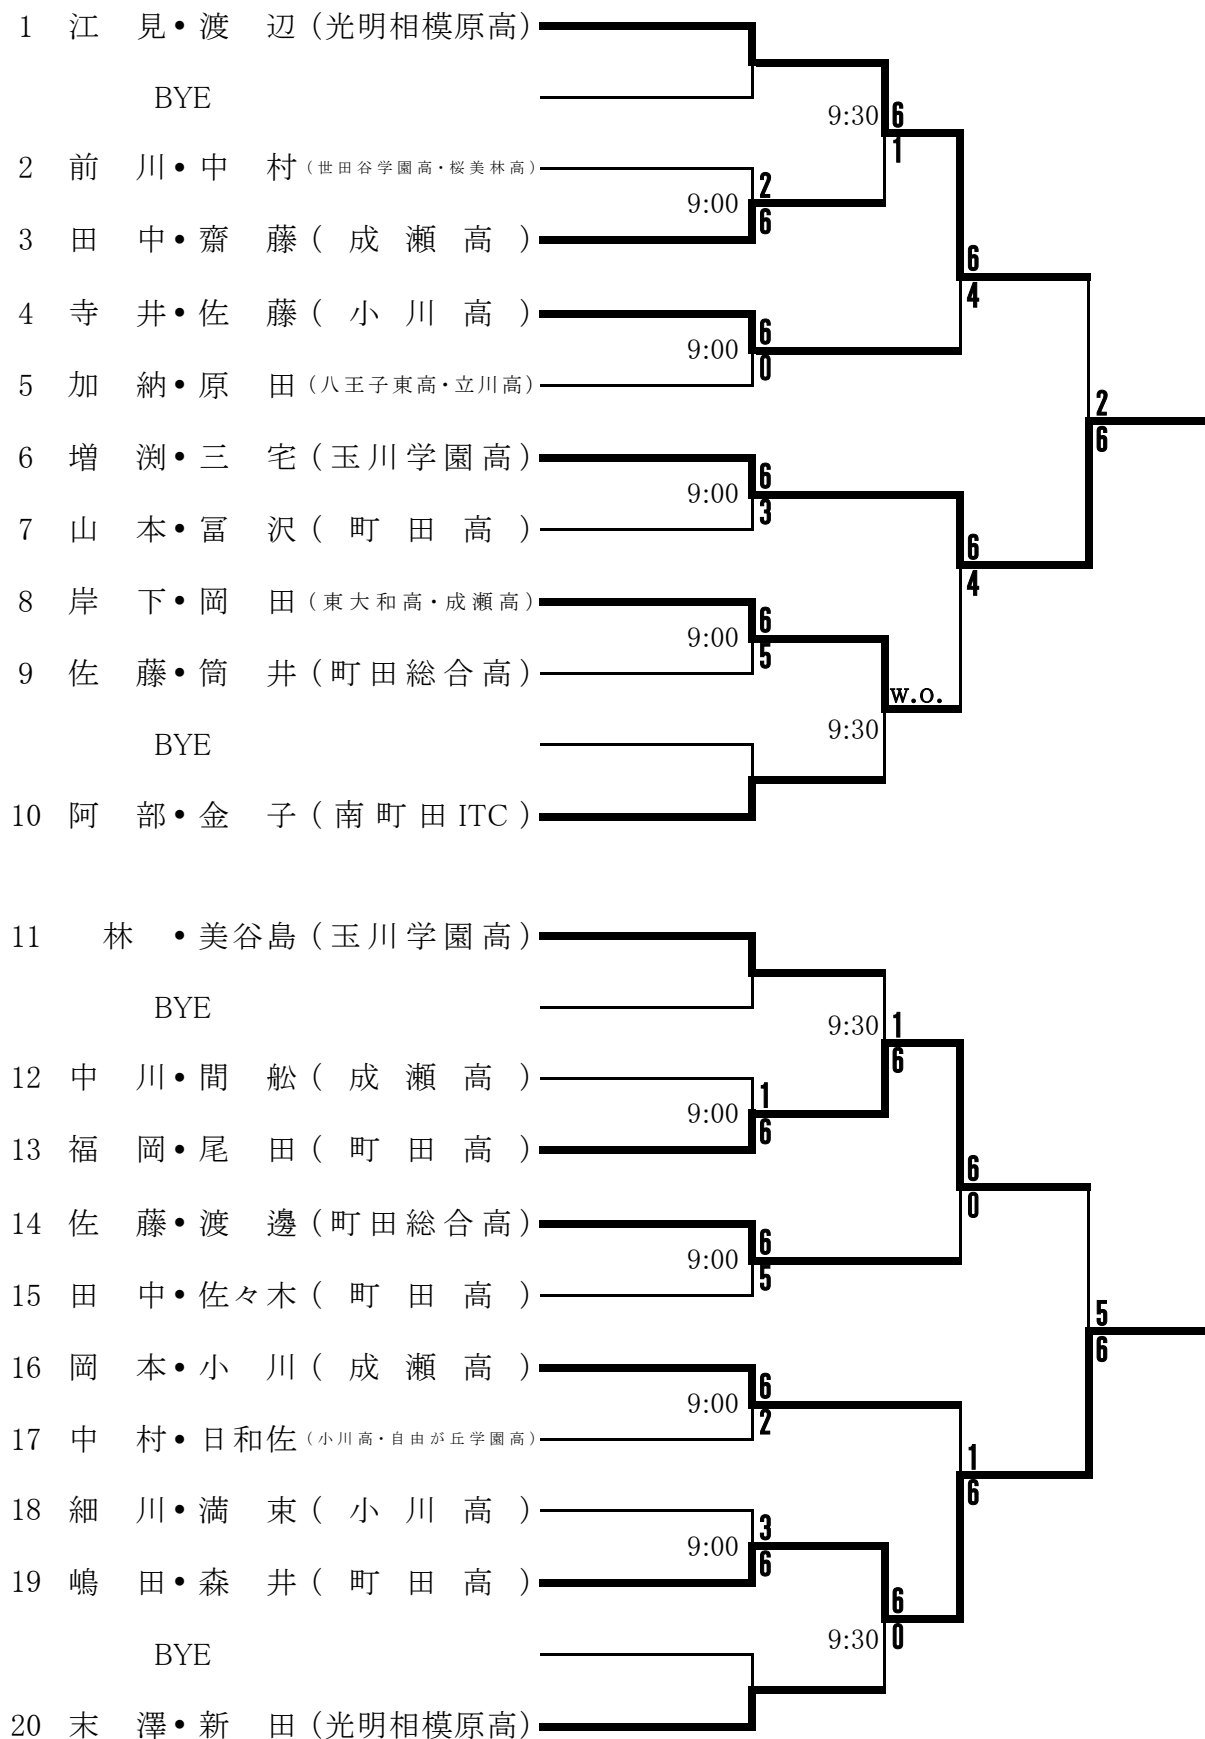 1 江 見・渡 辺 (光明相模原高)
BYE
9:30 6
1
2 前 川・中 村 (世田谷学園高・桜美林高)
9:00 2
6
3 田 中・齋 藤 ( 成 瀬 高 )
6
4
4 寺 井・佐 藤 ( 小 川 高 )
9:00 6
0
5 加 納・原 田 (八王子東高・立川高)
2
6
6 増 渕・三 宅 (玉川学園高)
9:00 6
3
7 山 本・冨 沢 ( 町 田 高 )
6
4
8 岸 下・岡 田 (東大和高・成瀬高)
9:00 6
5
9 佐 藤・筒 井 (町田総合高)
w.o.
9:30
BYE
10 阿 部・金 子 (南町田ITC)
11 林 ・美谷島 (玉川学園高)
BYE
9:30 1
6
12 中 川・間 舩 ( 成 瀬 高 )
9:00 1
6
13 福 岡・尾 田 ( 町 田 高 )
6
0
14 佐 藤・渡 邊 (町田総合高)
9:00 6
5
15 田 中・佐々木 ( 町 田 高 )
5
6
16 岡 本・小 川 ( 成 瀬 高 )
9:00 6
2
17 中 村・日和佐 (小川高・自由が丘学園高)
1
6
18 細 川・満 束 ( 小 川 高 )
9:00 3
6
19 嶋 田・森 井 ( 町 田 高 )
6
9:30 0
BYE
20 末 澤・新 田 (光明相模原高)